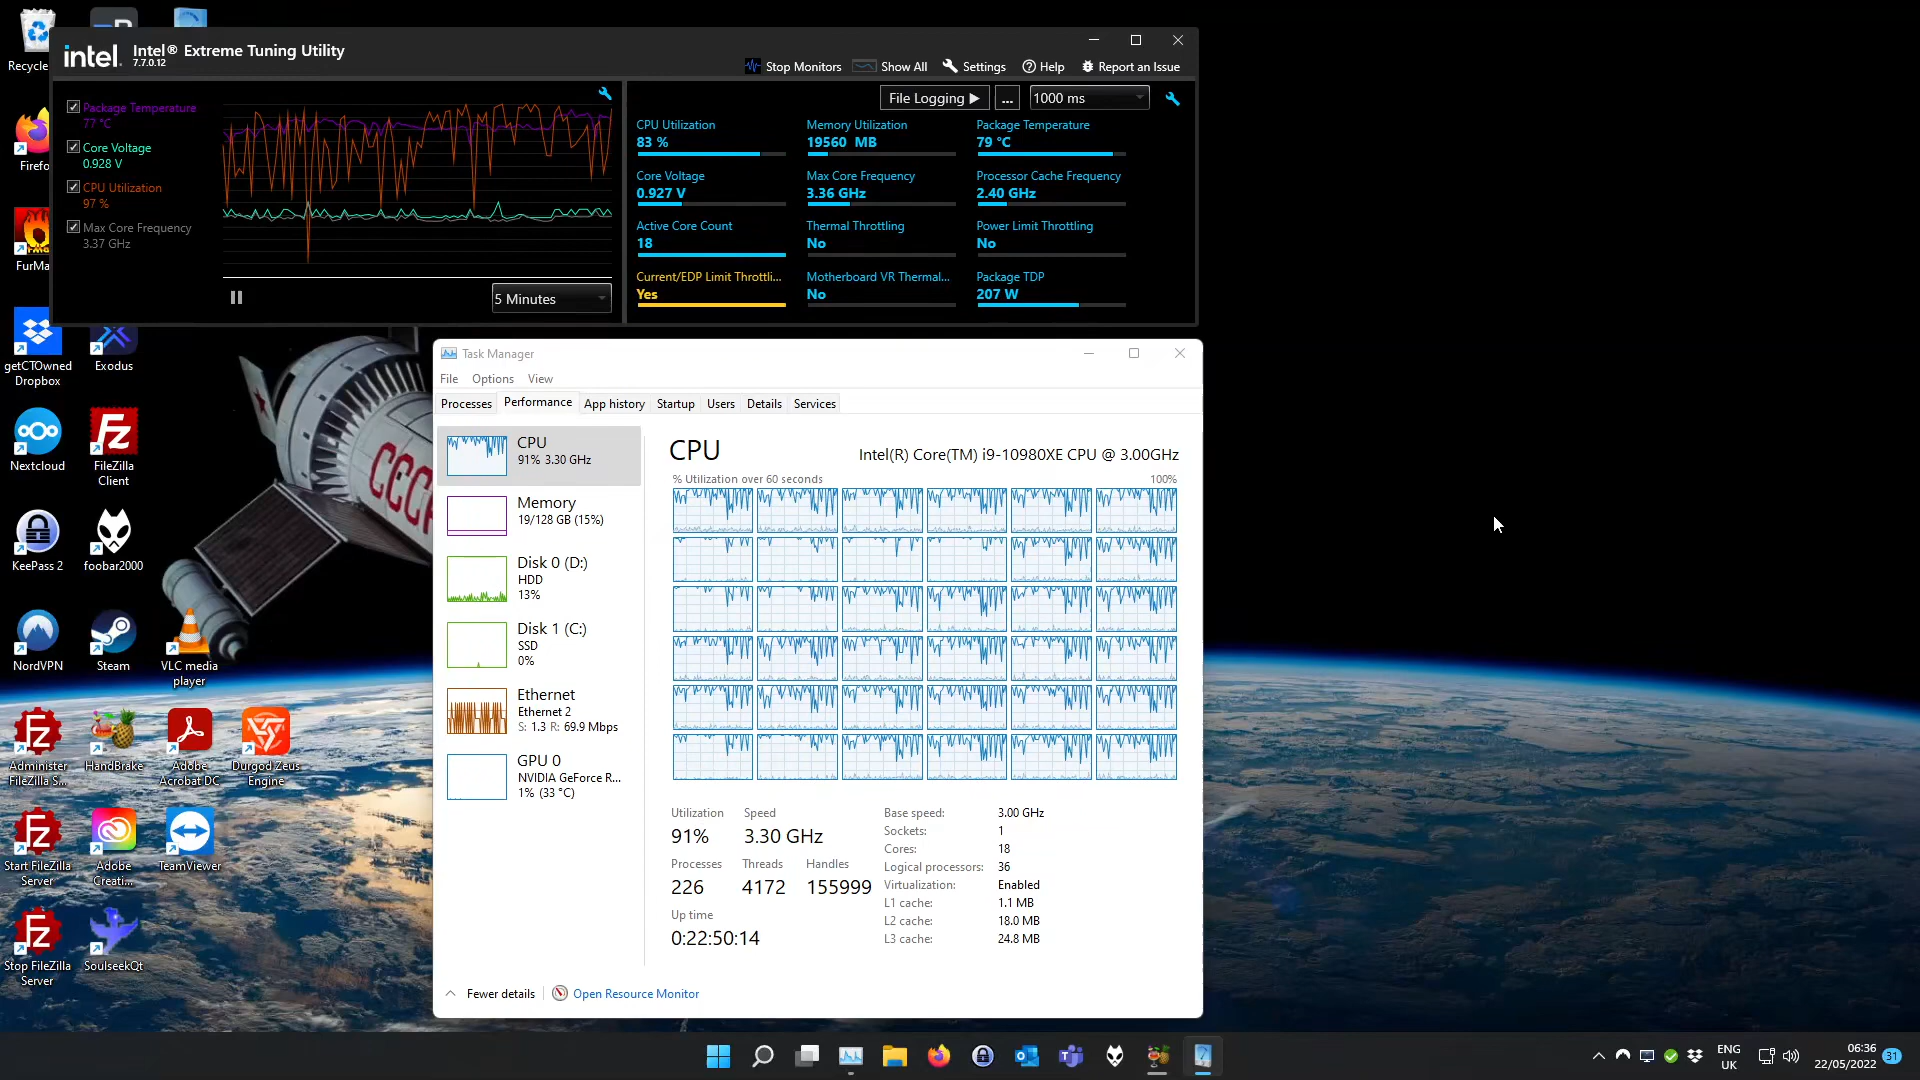 Recycle
intel.
Intel® Extreme Tuning Utility
7.7.0.12
Stop Monitors
Show All
Settings
Help
Report an Issue
Package Temperature
77 °C
Core Voltage
0.928 V
CPU Utilization
97 %
Max Core Frequency
3.37 GHz
5 Minutes
File Logging
...
1000 ms
CPU Utilization
83 %
Memory Utilization
19560 MB
Package Temperature
79 °C
Core Voltage
0.927 V
Max Core Frequency
3.36 GHz
Processor Cache Frequency
2.40 GHz
Active Core Count
18
Thermal Throttling
No
Power Limit Throttling
No
Current/EDP Limit Throttli...
Yes
Motherboard VR Thermal...
No
Package TDP
207 W
Firefo
FurMa
getCTOwned
Dropbox
Exodus
Nextcloud
FileZilla
Client
KeePass 2
foobar2000
NordVPN
Steam
VLC media
player
Administer
FileZilla S...
HandBrake
Adobe
Acrobat DC
Durgod Zeus
Engine
Start FileZilla
Server
Adobe
Creati...
TeamViewer
Stop FileZilla
Server
SoulseekQt
CCCP
Task Manager
File
Options
View
Processes
Performance
App history
Startup
Users
Details
Services
CPU
91% 3.30 GHz
Memory
19/128 GB (15%)
Disk 0 (D:)
HDD
13%
Disk 1 (C:)
SSD
0%
Ethernet
Ethernet 2
S: 1.3 R: 69.9 Mbps
GPU 0
NVIDIA GeForce R...
1% (33 °C)
CPU
Intel(R) Core(TM) i9-10980XE CPU @ 3.00GHz
% Utilization over 60 seconds
100%
Utilization
91%
Speed
3.30 GHz
Processes
226
Threads
4172
Handles
155999
Up time
0:22:50:14
Base speed: 3.00 GHz
Sockets: 1
Cores: 18
Logical processors: 36
Virtualization: Enabled
L1 cache: 1.1 MB
L2 cache: 18.0 MB
L3 cache: 24.8 MB
Fewer details
Open Resource Monitor
ENG
UK
06:36
22/05/2022
31